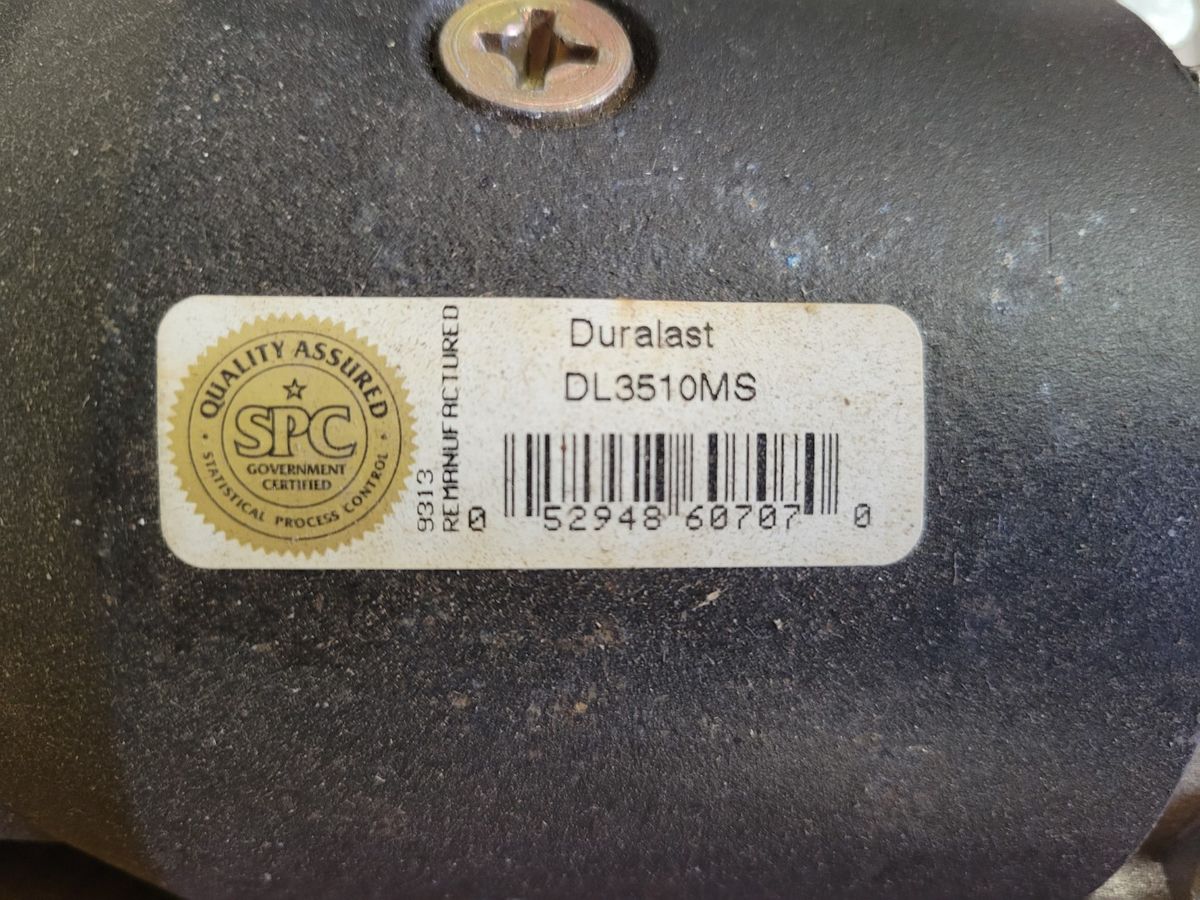 QUALITY ASSURED
SPC
GOVERNMENT
CERTIFIED
· STATISTICAL PROCESS CONTROL ·
9313
REMANUFACTURED
Duralast
DL3510MS
0 52948 60707 0